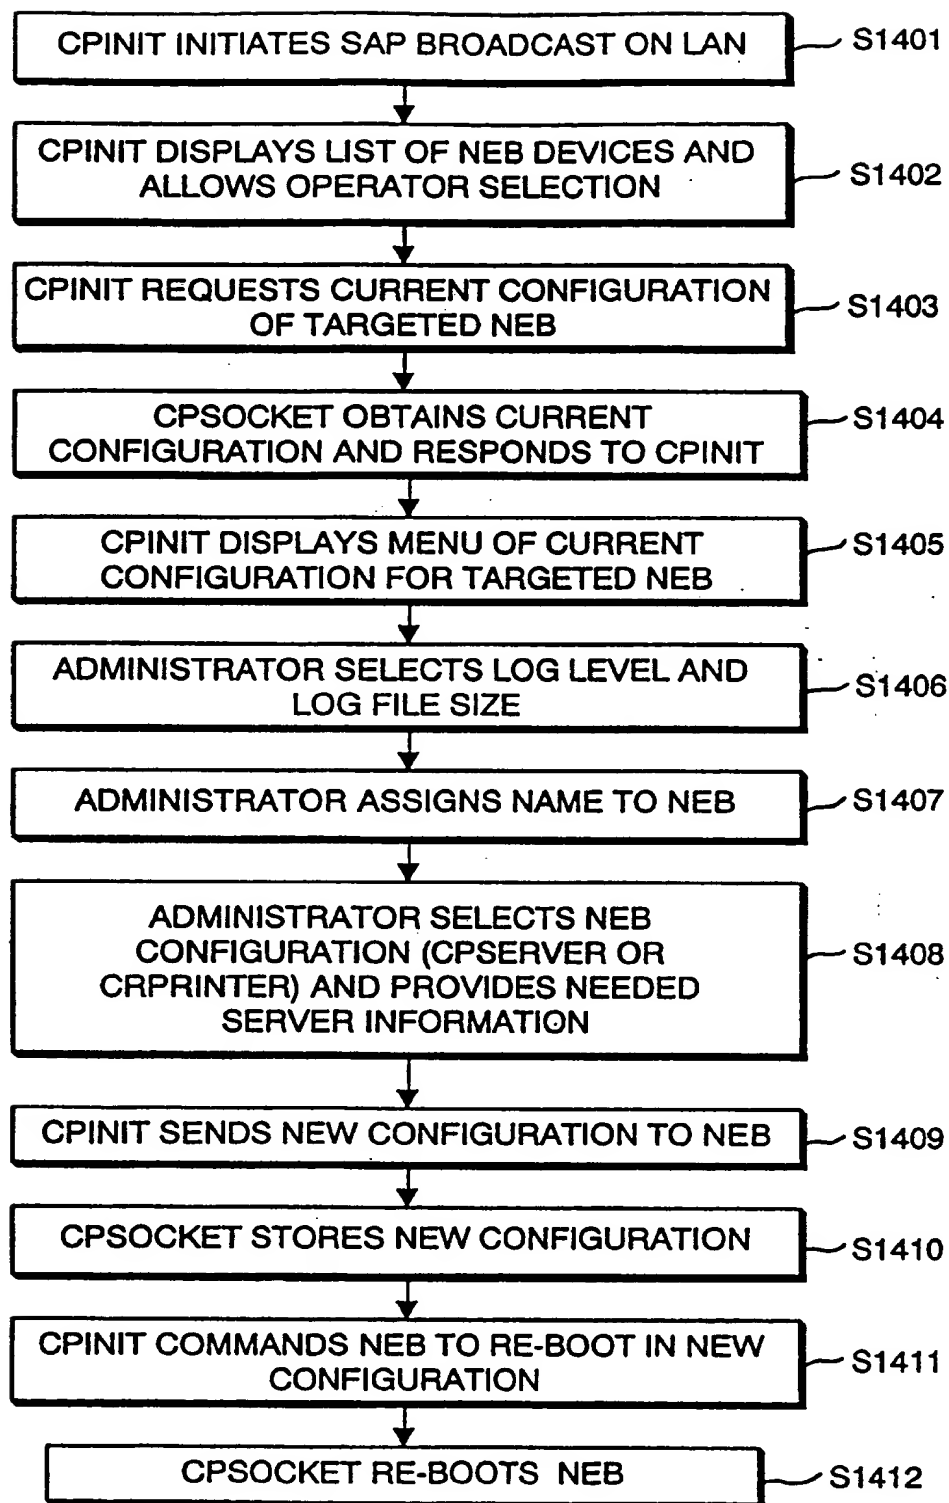 CPINIT INITIATES SAP BROADCAST ON LAN
S1401
CPINIT DISPLAYS LIST OF NEB DEVICES AND
ALLOWS OPERATOR SELECTION
S1402
CPINIT REQUESTS CURRENT CONFIGURATION
OF TARGETED NEB
S1403
CPSOCKET OBTAINS CURRENT
CONFIGURATION AND RESPONDS TO CPINIT
S1404
CPINIT DISPLAYS MENU OF CURRENT
CONFIGURATION FOR TARGETED NEB
S1405
ADMINISTRATOR SELECTS LOG LEVEL AND
LOG FILE SIZE
S1406
ADMINISTRATOR ASSIGNS NAME TO NEB
S1407
ADMINISTRATOR SELECTS NEB
CONFIGURATION (CPSERVER OR
CRPRINTER) AND PROVIDES NEEDED
SERVER INFORMATION
S1408
CPINIT SENDS NEW CONFIGURATION TO NEB
S1409
CPSOCKET STORES NEW CONFIGURATION
S1410
CPINIT COMMANDS NEB TO RE-BOOT IN NEW
CONFIGURATION
S1411
CPSOCKET RE-BOOTS NEB
S1412